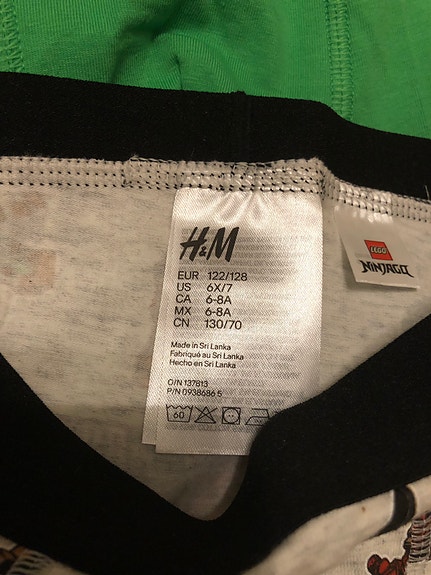 H&M
EUR 122/128
US 6X/7
CA 6-8A
MX 6-8A
CN 130/70
Made in Sri Lanka
Fabriqué au Sri Lanka
Hecho en Sri Lanka
O/N 137813
P/N 0938686 5
60
LEGO
NINJAGO